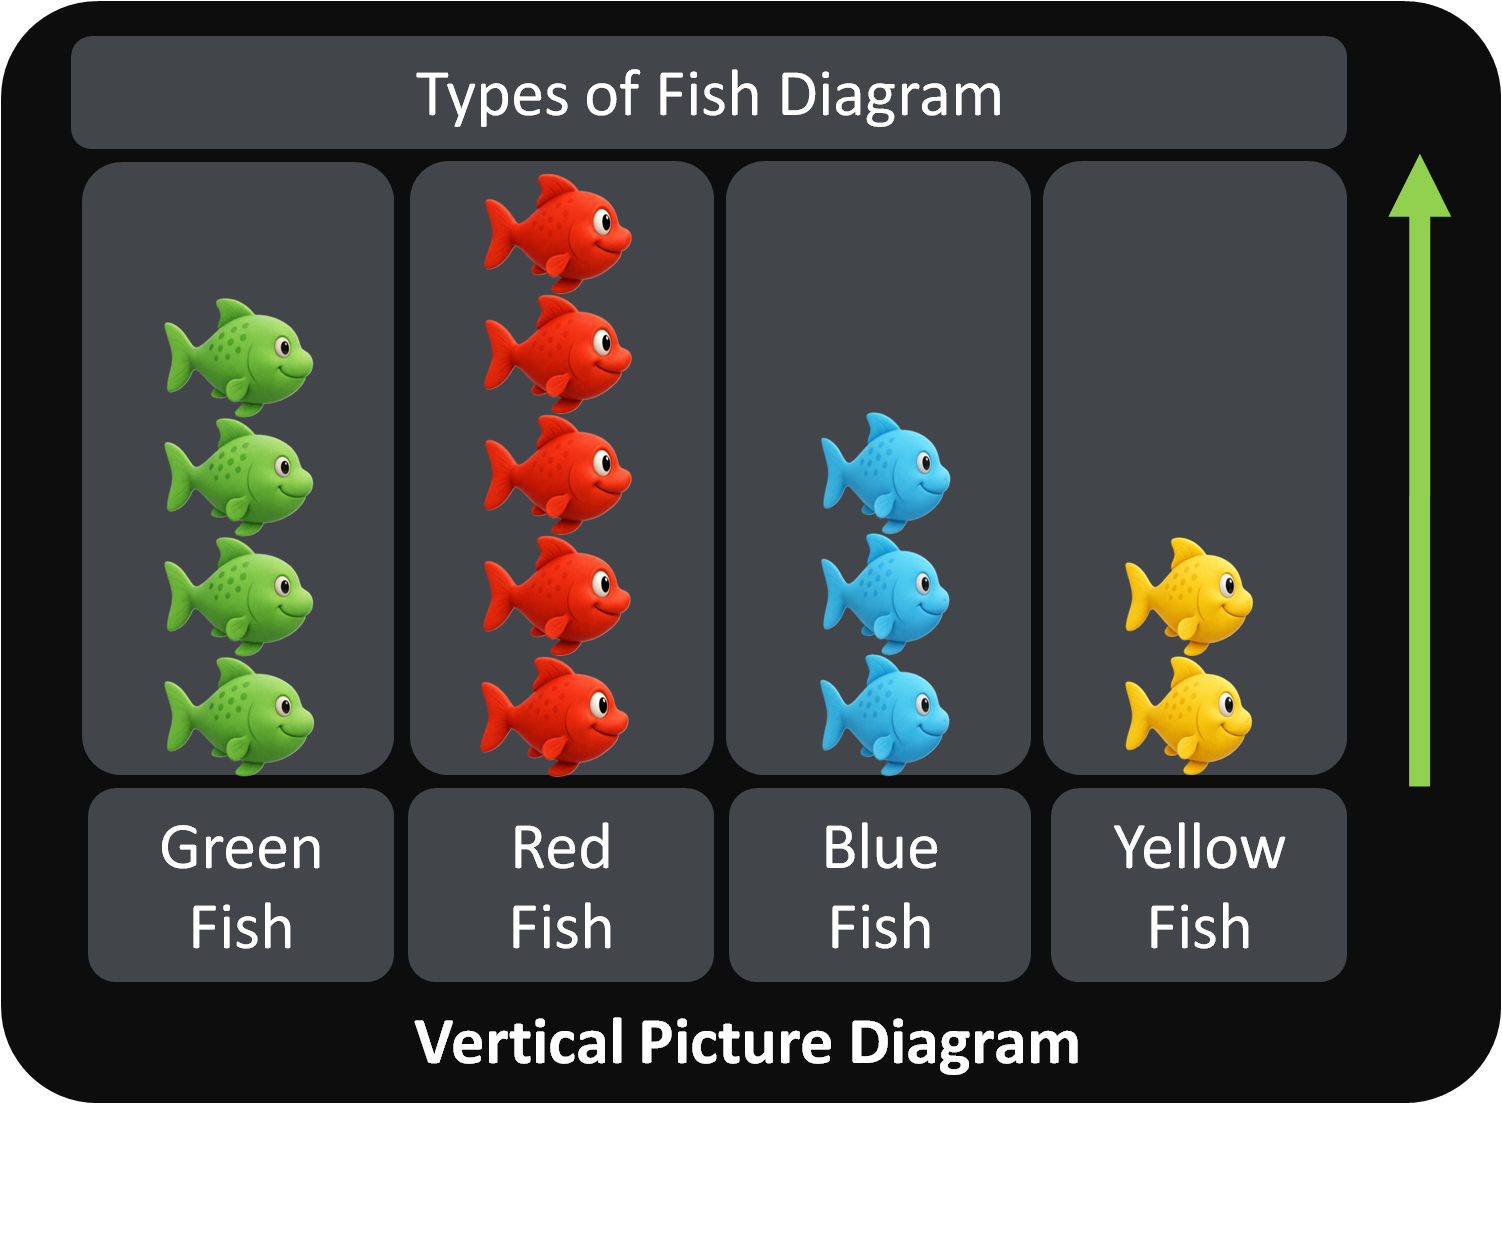 Types of Fish Diagram
Green
Fish
Red
Fish
Blue
Fish
Yellow
Fish
Vertical Picture Diagram